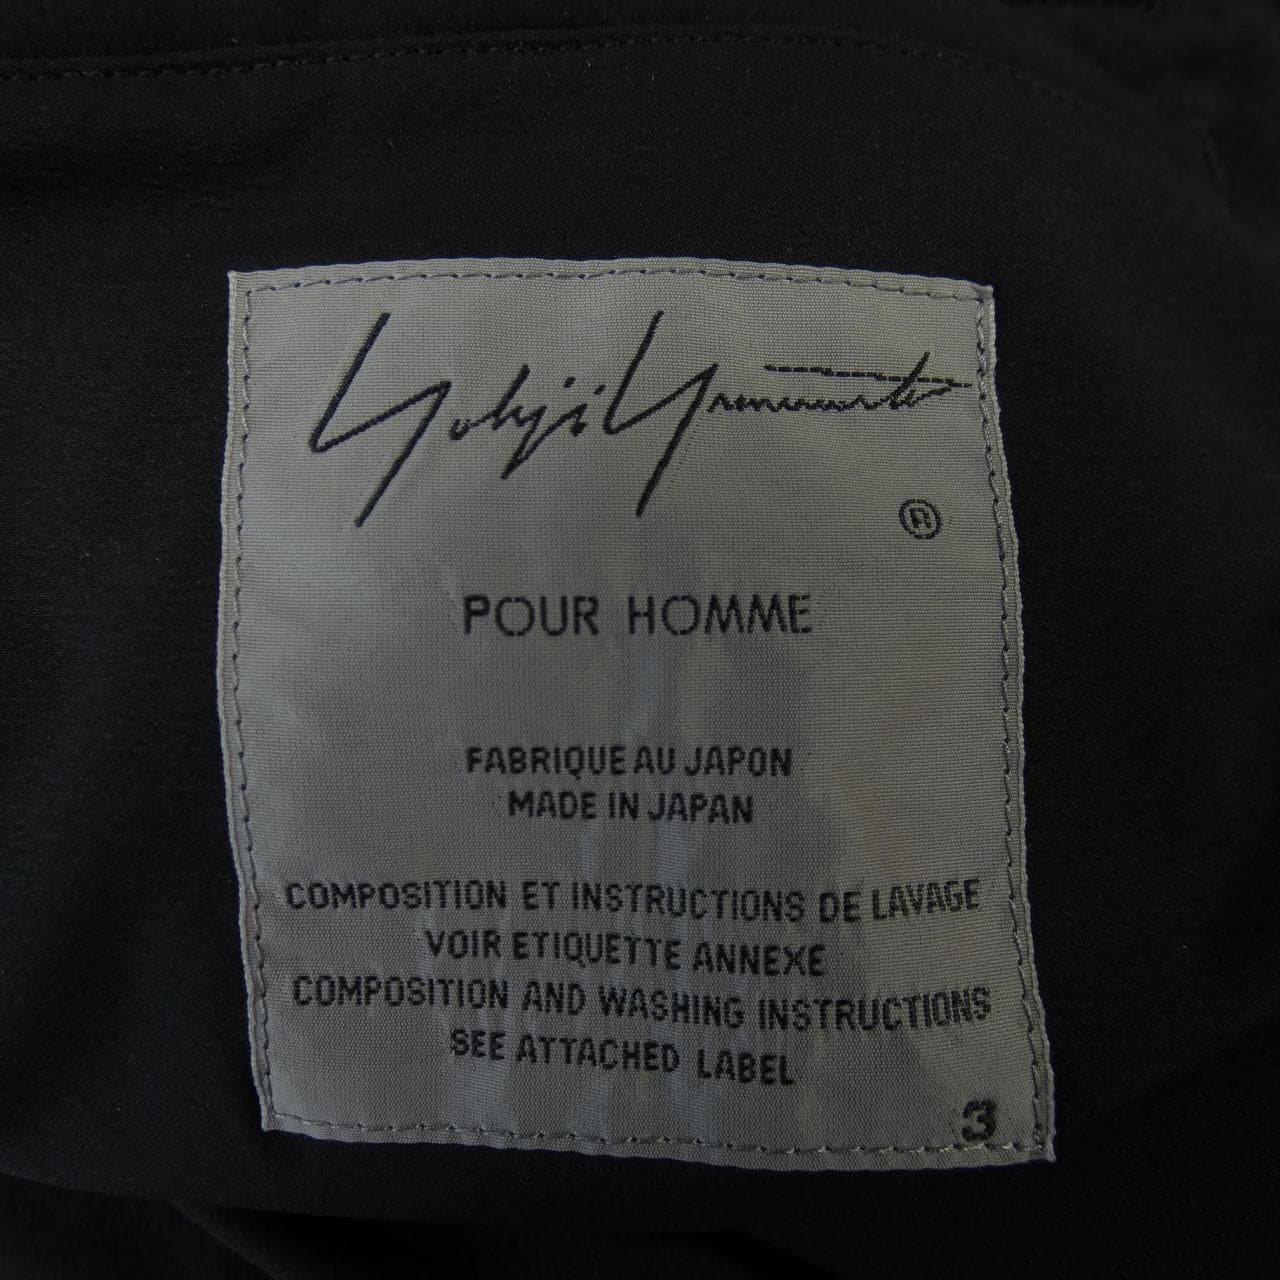 Yohji Yamamoto
®
POUR HOMME
FABRIQUE AU JAPON
MADE IN JAPAN
COMPOSITION ET INSTRUCTIONS DE LAVAGE
VOIR ETIQUETTE ANNEXE
COMPOSITION AND WASHING INSTRUCTIONS
SEE ATTACHED LABEL
3